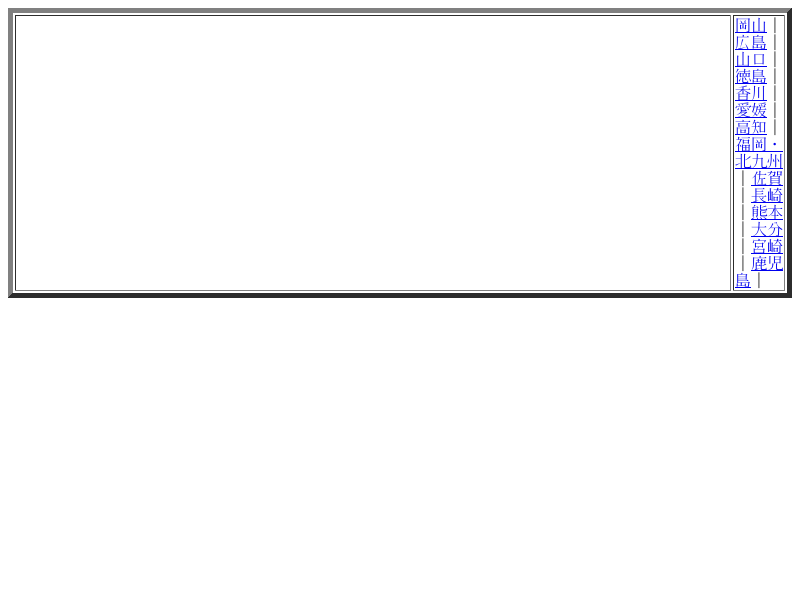 岡山｜
広島｜
山口｜
徳島｜
香川｜
愛媛｜
高知｜
福岡・
北九州
｜佐賀
｜長崎
｜熊本
｜大分
｜宮崎
｜鹿児
島｜